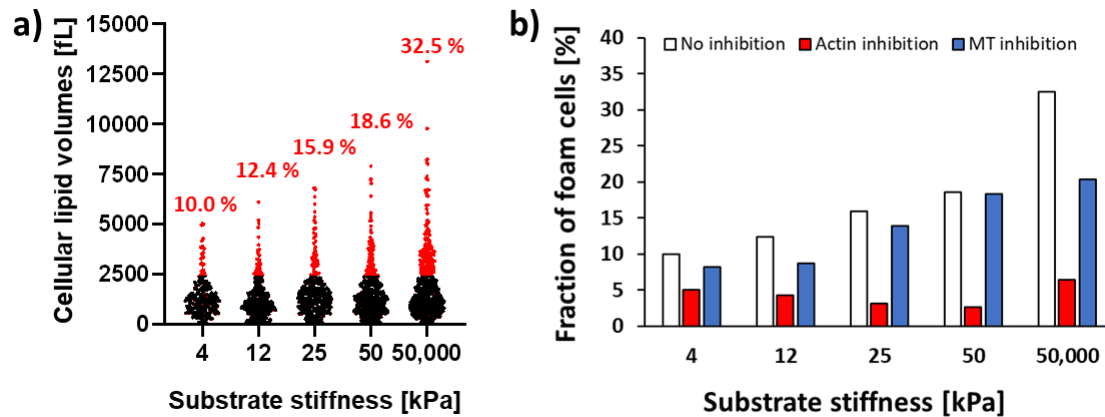 a)
Cellular lipid volumes [fL]
15000
12500
10000
7500
5000
2500
0
10.0 %
12.4 %
15.9 %
18.6 %
32.5 %
4 12 25 50 50,000
Substrate stiffness [kPa]
b)
Fraction of foam cells [%]
40
35
30
25
20
15
10
5
0
No inhibition Actin inhibition MT inhibition
4 12 25 50 50,000
Substrate stiffness [kPa]